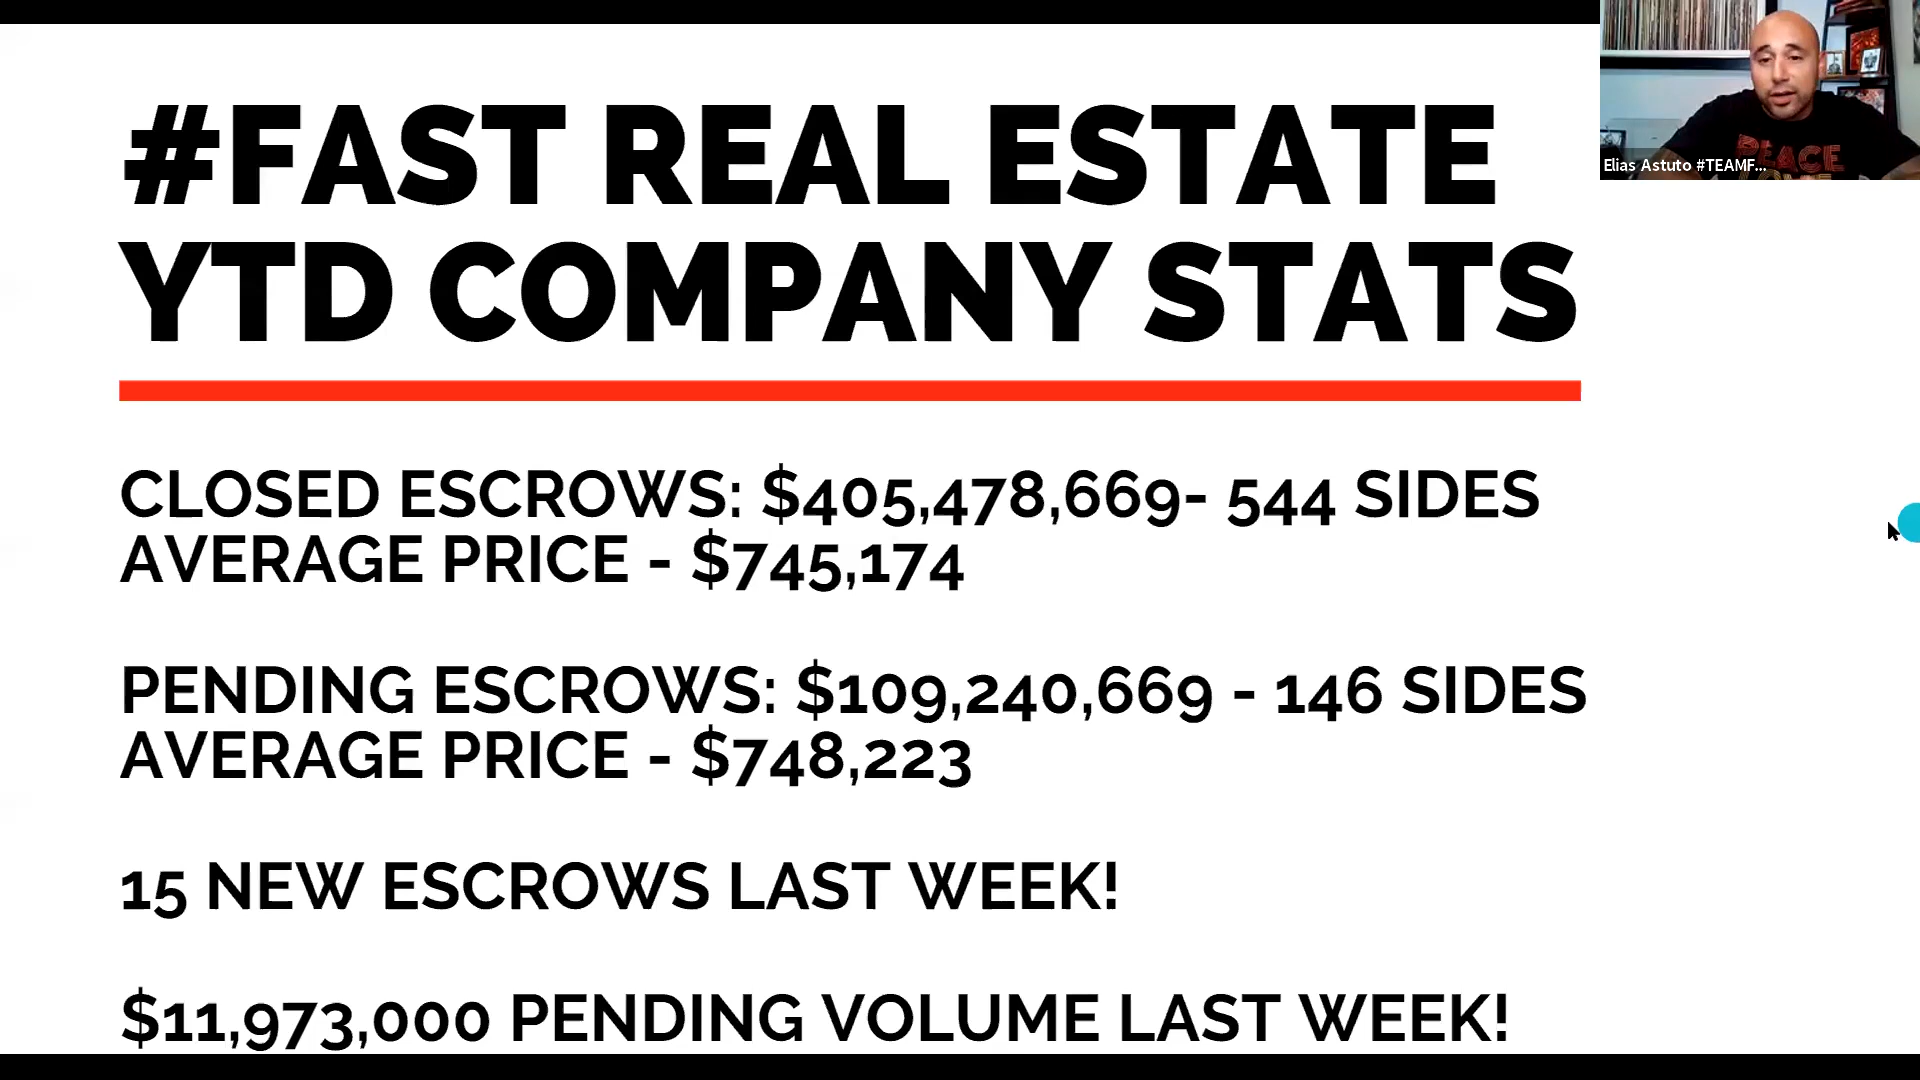 #FAST REAL ESTATE
YTD COMPANY STATS
CLOSED ESCROWS: $405,478,669- 544 SIDES
AVERAGE PRICE - $745,174
PENDING ESCROWS: $109,240,669 - 146 SIDES
AVERAGE PRICE - $748,223
15 NEW ESCROWS LAST WEEK!
$11,973,000 PENDING VOLUME LAST WEEK!
PEACE
Elias Astuto #TEAMF...